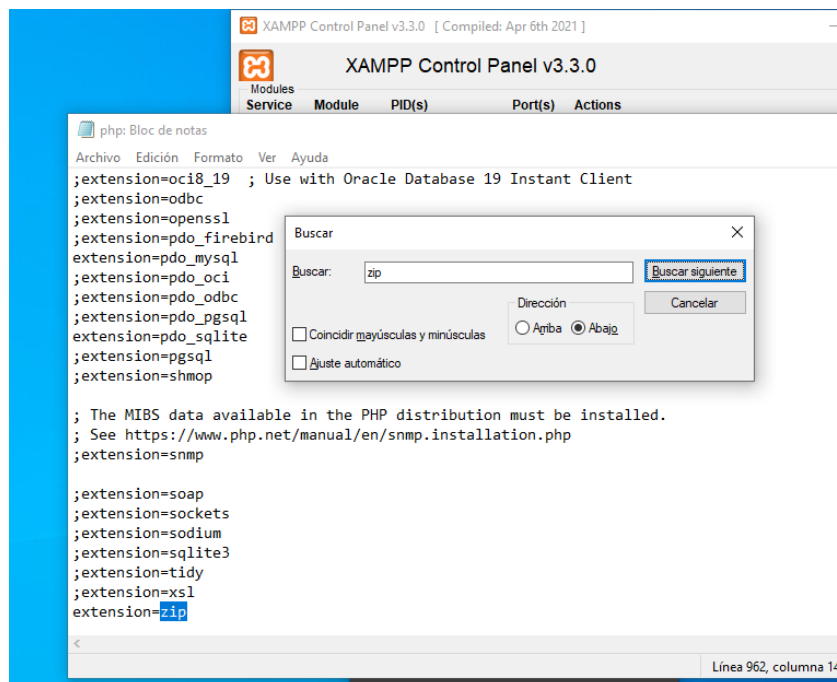 XAMPP Control Panel v3.3.0 [ Compiled: Apr 6th 2021 ]
XAMPP Control Panel v3.3.0
Modules
Service Module PID(s) Port(s) Actions
php: Bloc de notas
Archivo Edición Formato Ver Ayuda
;extension=oci8_19 ; Use with Oracle Database 19 Instant Client
;extension=odbc
;extension=openssl
;extension=pdo_firebird
extension=pdo_mysql
;extension=pdo_oci
;extension=pdo_odbc
;extension=pdo_pgsql
extension=pdo_sqlite
;extension=pgsql
;extension=shmop
Buscar
Buscar: zip
Buscar siguiente
Dirección
Cancelar
Arriba Abajo
Coincidir mayúsculas y minúsculas
Ajuste automático
; The MIBS data available in the PHP distribution must be installed.
; See https://www.php.net/manual/en/snmp.installation.php
;extension=snmp
;extension=soap
;extension=sockets
;extension=sodium
;extension=sqlite3
;extension=tidy
;extension=xsl
extension=zip
Línea 962, columna 14